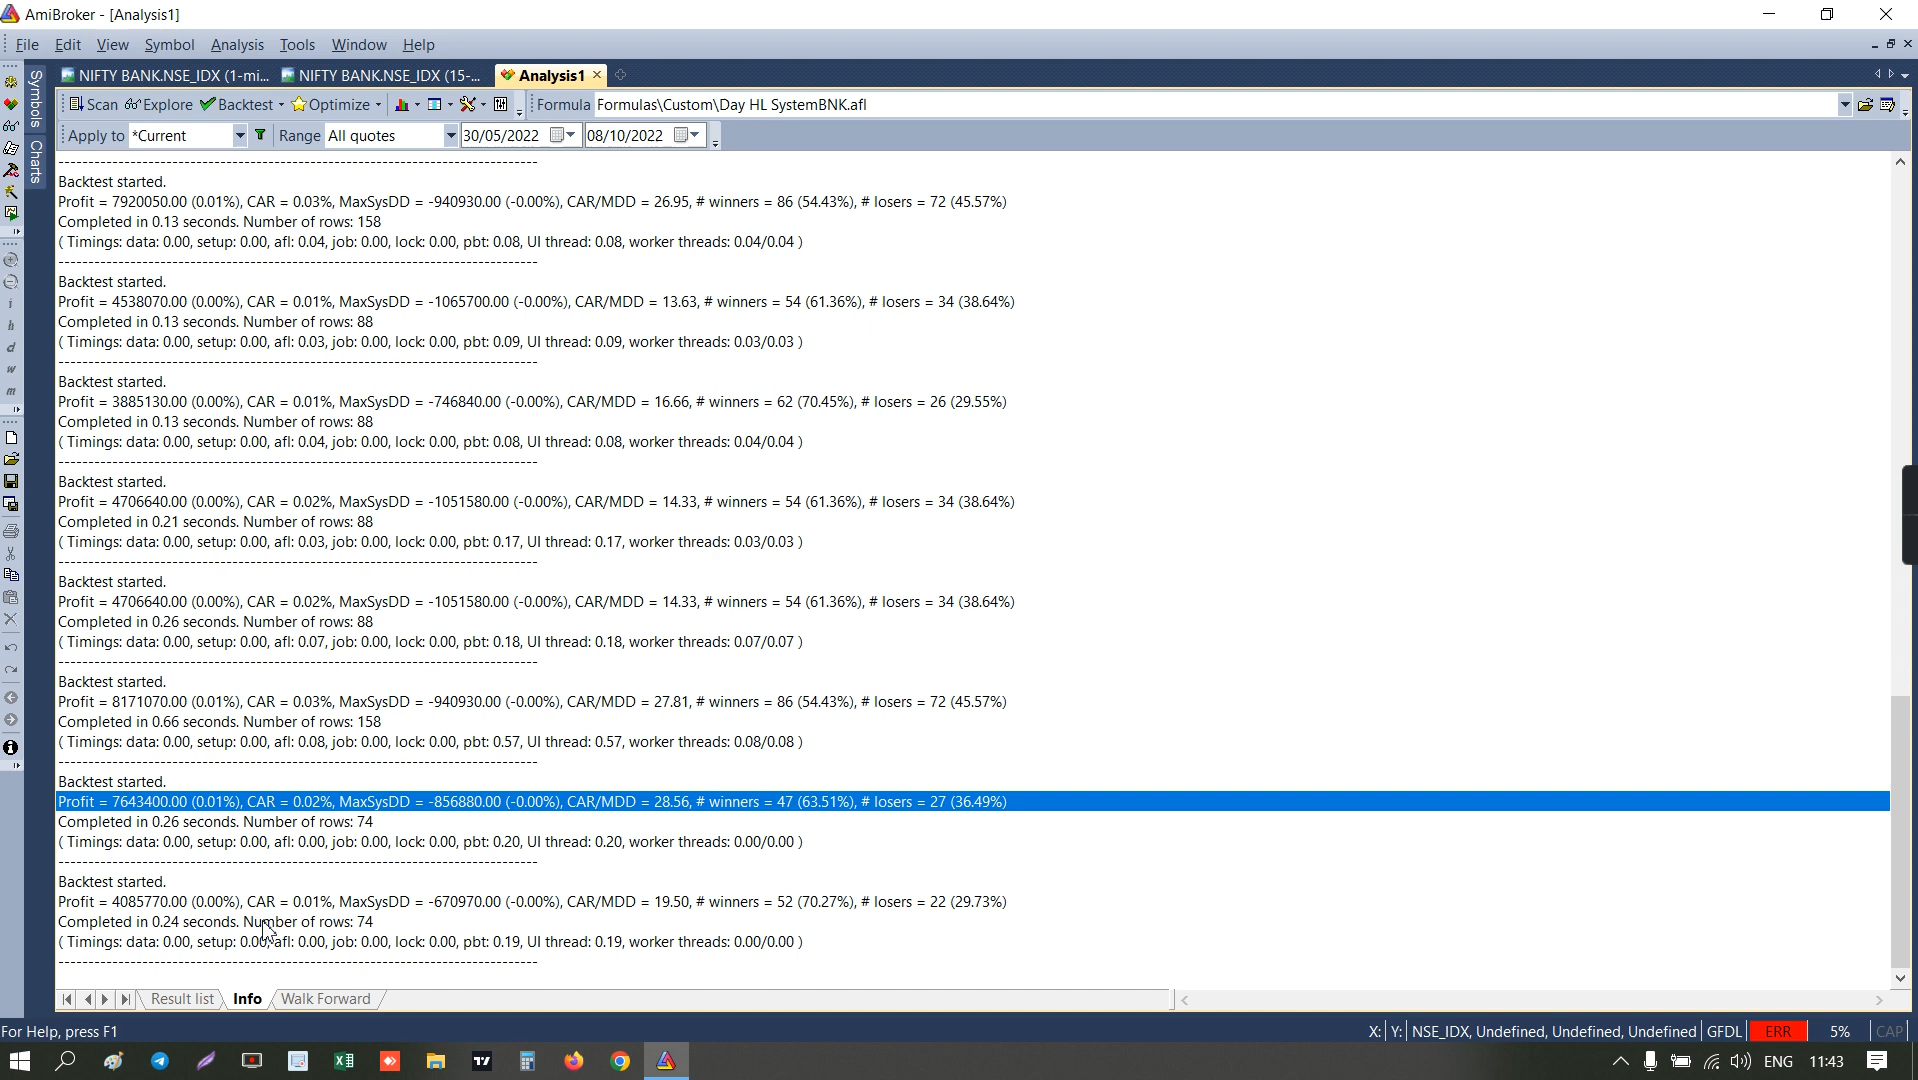 AmiBroker - [Analysis1]
File Edit View Symbol Analysis Tools Window Help
NIFTY BANK.NSE_IDX (1-mi... NIFTY BANK.NSE_IDX (15-... Analysis1
Symbols
Charts
Scan Explore Backtest Optimize Formula Formulas\Custom\Day HL SystemBNK.afl
Apply to *Current Range All quotes 30/05/2022 08/10/2022
--------------------------------------------------------------------------------
Backtest started.
Profit = 7920050.00 (0.01%), CAR = 0.03%, MaxSysDD = -940930.00 (-0.00%), CAR/MDD = 26.95, # winners = 86 (54.43%), # losers = 72 (45.57%)
Completed in 0.13 seconds. Number of rows: 158
( Timings: data: 0.00, setup: 0.00, afl: 0.04, job: 0.00, lock: 0.00, pbt: 0.08, UI thread: 0.08, worker threads: 0.04/0.04 )
--------------------------------------------------------------------------------
Backtest started.
Profit = 4538070.00 (0.00%), CAR = 0.01%, MaxSysDD = -1065700.00 (-0.00%), CAR/MDD = 13.63, # winners = 54 (61.36%), # losers = 34 (38.64%)
Completed in 0.13 seconds. Number of rows: 88
( Timings: data: 0.00, setup: 0.00, afl: 0.03, job: 0.00, lock: 0.00, pbt: 0.09, UI thread: 0.09, worker threads: 0.03/0.03 )
--------------------------------------------------------------------------------
Backtest started.
Profit = 3885130.00 (0.00%), CAR = 0.01%, MaxSysDD = -746840.00 (-0.00%), CAR/MDD = 16.66, # winners = 62 (70.45%), # losers = 26 (29.55%)
Completed in 0.13 seconds. Number of rows: 88
( Timings: data: 0.00, setup: 0.00, afl: 0.04, job: 0.00, lock: 0.00, pbt: 0.08, UI thread: 0.08, worker threads: 0.04/0.04 )
--------------------------------------------------------------------------------
Backtest started.
Profit = 4706640.00 (0.00%), CAR = 0.02%, MaxSysDD = -1051580.00 (-0.00%), CAR/MDD = 14.33, # winners = 54 (61.36%), # losers = 34 (38.64%)
Completed in 0.21 seconds. Number of rows: 88
( Timings: data: 0.00, setup: 0.00, afl: 0.03, job: 0.00, lock: 0.00, pbt: 0.17, UI thread: 0.17, worker threads: 0.03/0.03 )
--------------------------------------------------------------------------------
Backtest started.
Profit = 4706640.00 (0.00%), CAR = 0.02%, MaxSysDD = -1051580.00 (-0.00%), CAR/MDD = 14.33, # winners = 54 (61.36%), # losers = 34 (38.64%)
Completed in 0.26 seconds. Number of rows: 88
( Timings: data: 0.00, setup: 0.00, afl: 0.07, job: 0.00, lock: 0.00, pbt: 0.18, UI thread: 0.18, worker threads: 0.07/0.07 )
--------------------------------------------------------------------------------
Backtest started.
Profit = 8171070.00 (0.01%), CAR = 0.03%, MaxSysDD = -940930.00 (-0.00%), CAR/MDD = 27.81, # winners = 86 (54.43%), # losers = 72 (45.57%)
Completed in 0.66 seconds. Number of rows: 158
( Timings: data: 0.00, setup: 0.00, afl: 0.08, job: 0.00, lock: 0.00, pbt: 0.57, UI thread: 0.57, worker threads: 0.08/0.08 )
--------------------------------------------------------------------------------
Backtest started.
Profit = 7643400.00 (0.01%), CAR = 0.02%, MaxSysDD = -856880.00 (-0.00%), CAR/MDD = 28.56, # winners = 47 (63.51%), # losers = 27 (36.49%)
Completed in 0.26 seconds. Number of rows: 74
( Timings: data: 0.00, setup: 0.00, afl: 0.00, job: 0.00, lock: 0.00, pbt: 0.20, UI thread: 0.20, worker threads: 0.00/0.00 )
--------------------------------------------------------------------------------
Backtest started.
Profit = 4085770.00 (0.00%), CAR = 0.01%, MaxSysDD = -670970.00 (-0.00%), CAR/MDD = 19.50, # winners = 52 (70.27%), # losers = 22 (29.73%)
Completed in 0.24 seconds. Number of rows: 74
( Timings: data: 0.00, setup: 0.00, afl: 0.00, job: 0.00, lock: 0.00, pbt: 0.19, UI thread: 0.19, worker threads: 0.00/0.00 )
--------------------------------------------------------------------------------
Result list Info Walk Forward
For Help, press F1 X: Y: NSE_IDX, Undefined, Undefined, Undefined GFDL ERR 5% CAP
ENG 11:43